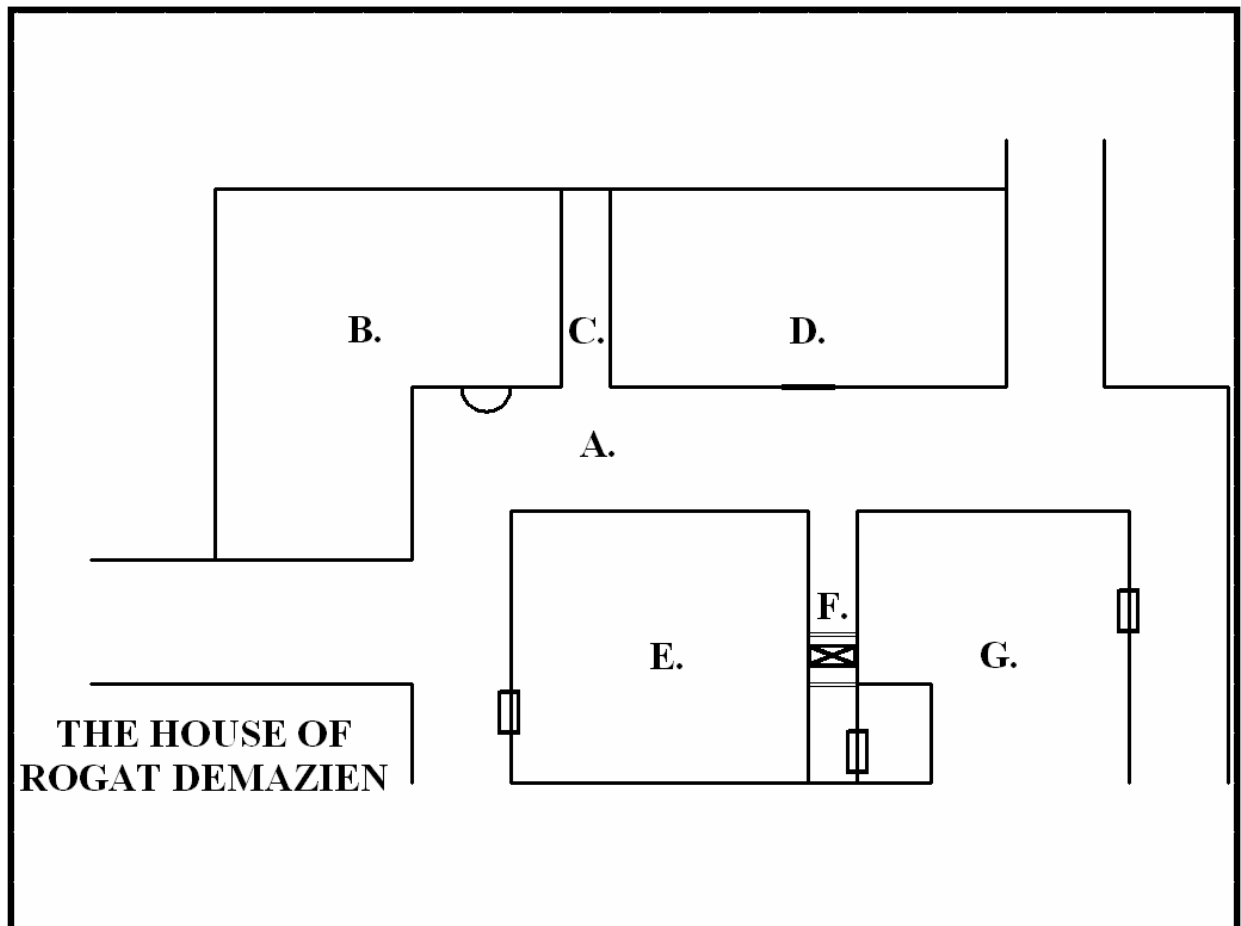 B.
C.
D.
A.
F.
E.
G.
THE HOUSE OF
ROGAT DEMAZIEN